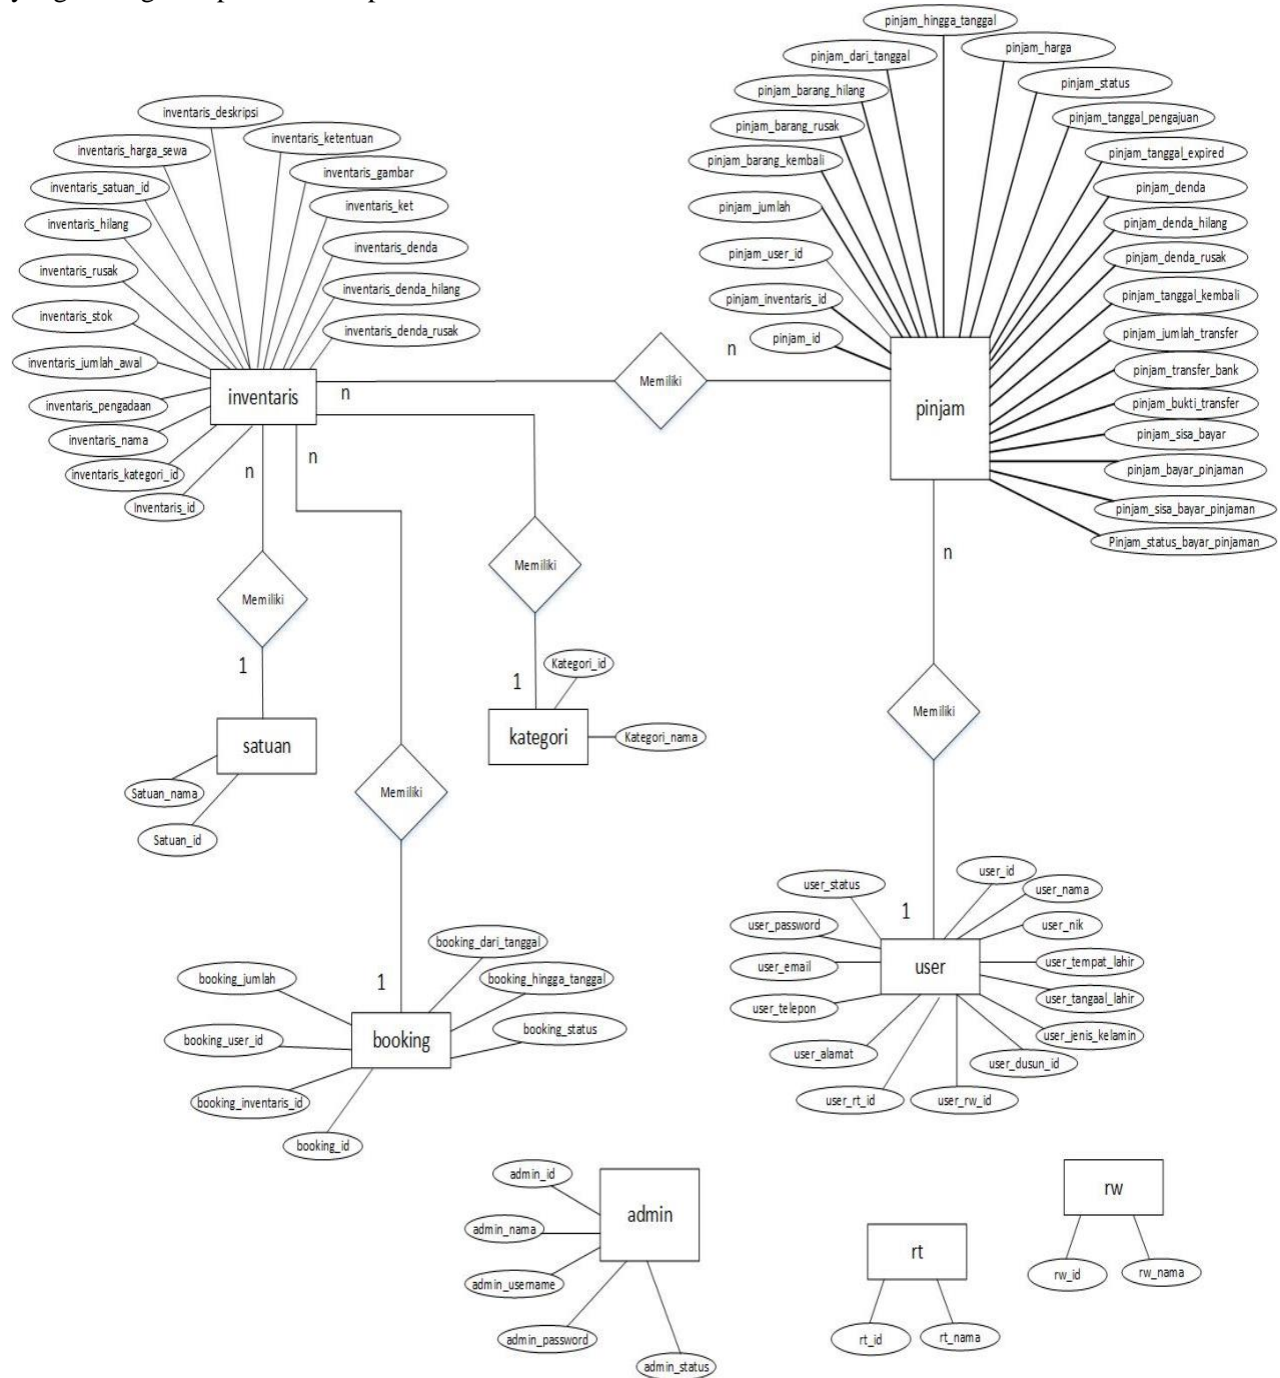 pinjam_hingga_tanggal
pinjam_harga
pinjam_dari_tanggal
pinjam_status
pinjam_barang_hilang
pinjam_tanggal_pengajuan
pinjam_barang_rusak
pinjam_tanggal_expired
pinjam_barang_kembali
pinjam_denda
pinjam_jumlah
pinjam_denda_hilang
pinjam_user_id
pinjam_denda_rusak
pinjam_inventaris_id
pinjam_tanggal_kembali
pinjam_id
pinjam_jumlah_transfer
pinjam_transfer_bank
pinjam_bukti_transfer
pinjam_sisa_bayar
pinjam_bayar_pinjaman
pinjam_sisa_bayar_pinjaman
Pinjam_status_bayar_pinjaman
pinjam
inventaris_deskripsi
inventaris_ketentuan
inventaris_harga_sewa
inventaris_gambar
inventaris_satuan_id
inventaris_ket
inventaris_hilang
inventaris_denda
inventaris_rusak
inventaris_denda_hilang
inventaris_stok
inventaris_denda_rusak
inventaris_jumlah_awal
inventaris_pengadaan
inventaris_nama
inventaris_kategori_id
Inventaris_id
inventaris
n
Memiliki
n
n
n
n
Memiliki
Memiliki
Memiliki
Memiliki
1
1
Kategori_id
kategori
Kategori_nama
satuan
Satuan_nama
Satuan_id
1
1
user_status
user_id
user_nama
user_password
user_nik
user_email
user
user_tempat_lahir
user_telepon
user_tangaal_lahir
user_jenis_kelamin
user_alamat
user_dusun_id
user_rt_id
user_rw_id
booking_dari_tanggal
booking_jumlah
booking_hingga_tanggal
booking_user_id
booking
booking_status
booking_inventaris_id
booking_id
admin_id
admin
admin_nama
admin_username
admin_password
admin_status
rt
rt_id
rt_nama
rw
rw_id
rw_nama